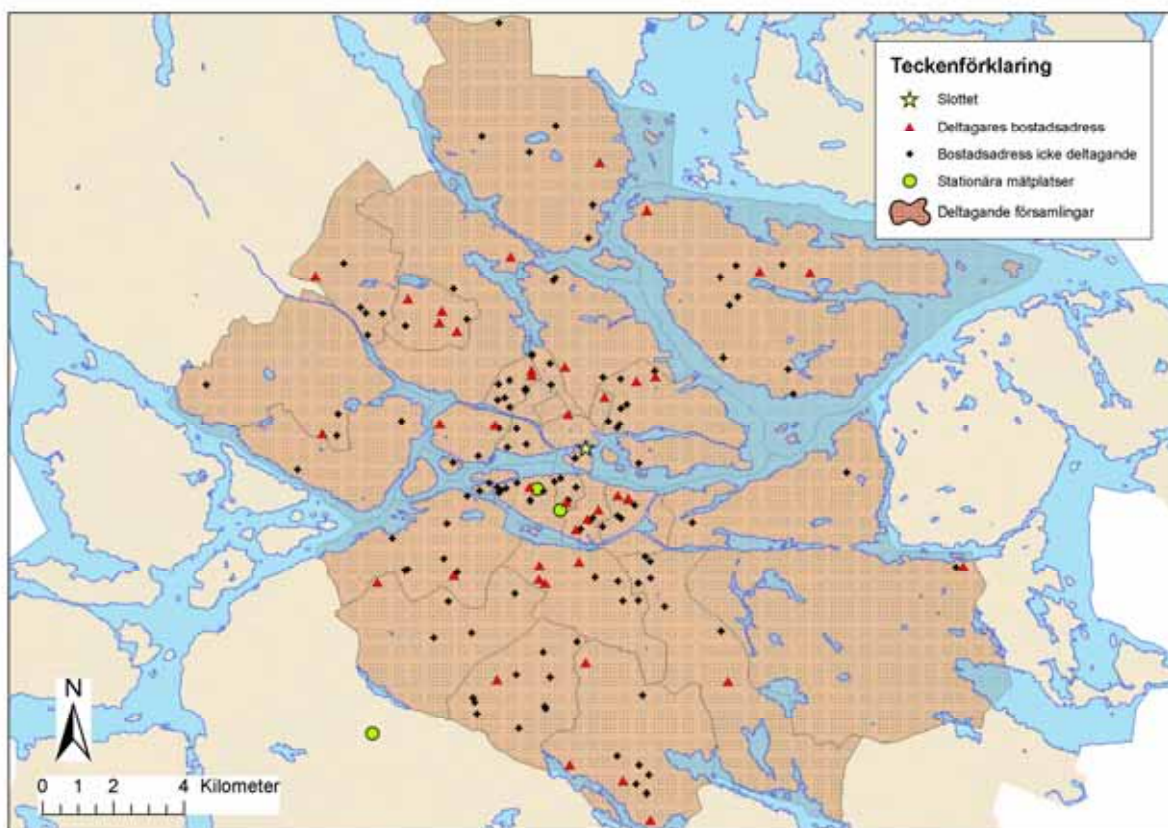 Teckenförklaring
Slottet
Deltagares bostadsadress
Bostadsadress icke deltagande
Stationära mätplatser
Deltagande församlingar
N
0 1 2 4 Kilometer